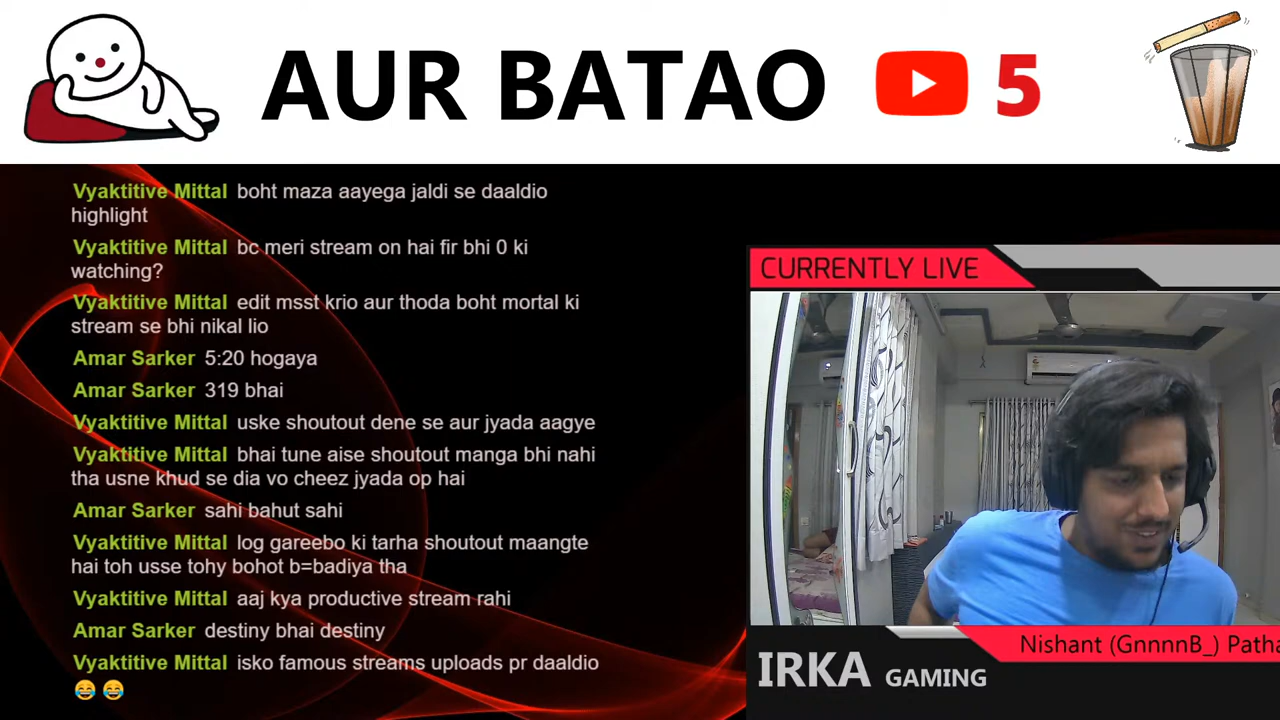 AUR BATAO
5
Vyaktitive Mittal boht maza aayega jaldi se daaldio
highlight
Vyaktitive Mittal bc meri stream on hai fir bhi 0 ki
watching?
Vyaktitive Mittal edit msst krio aur thoda boht mortal ki
stream se bhi nikal lio
Amar Sarker 5:20 hogaya
Amar Sarker 319 bhai
Vyaktitive Mittal uske shoutout dene se aur jyada aagye
Vyaktitive Mittal bhai tune aise shoutout manga bhi nahi
tha usne khud se dia vo cheez jyada op hai
Amar Sarker sahi bahut sahi
Vyaktitive Mittal log gareebo ki tarha shoutout maangte
hai toh usse tohy bohot b=badiya tha
Vyaktitive Mittal aaj kya productive stream rahi
Amar Sarker destiny bhai destiny
Vyaktitive Mittal isko famous streams uploads pr daaldio
😂 😂
CURRENTLY LIVE
Nishant (GnnnnB_) Patha
IRKA GAMING